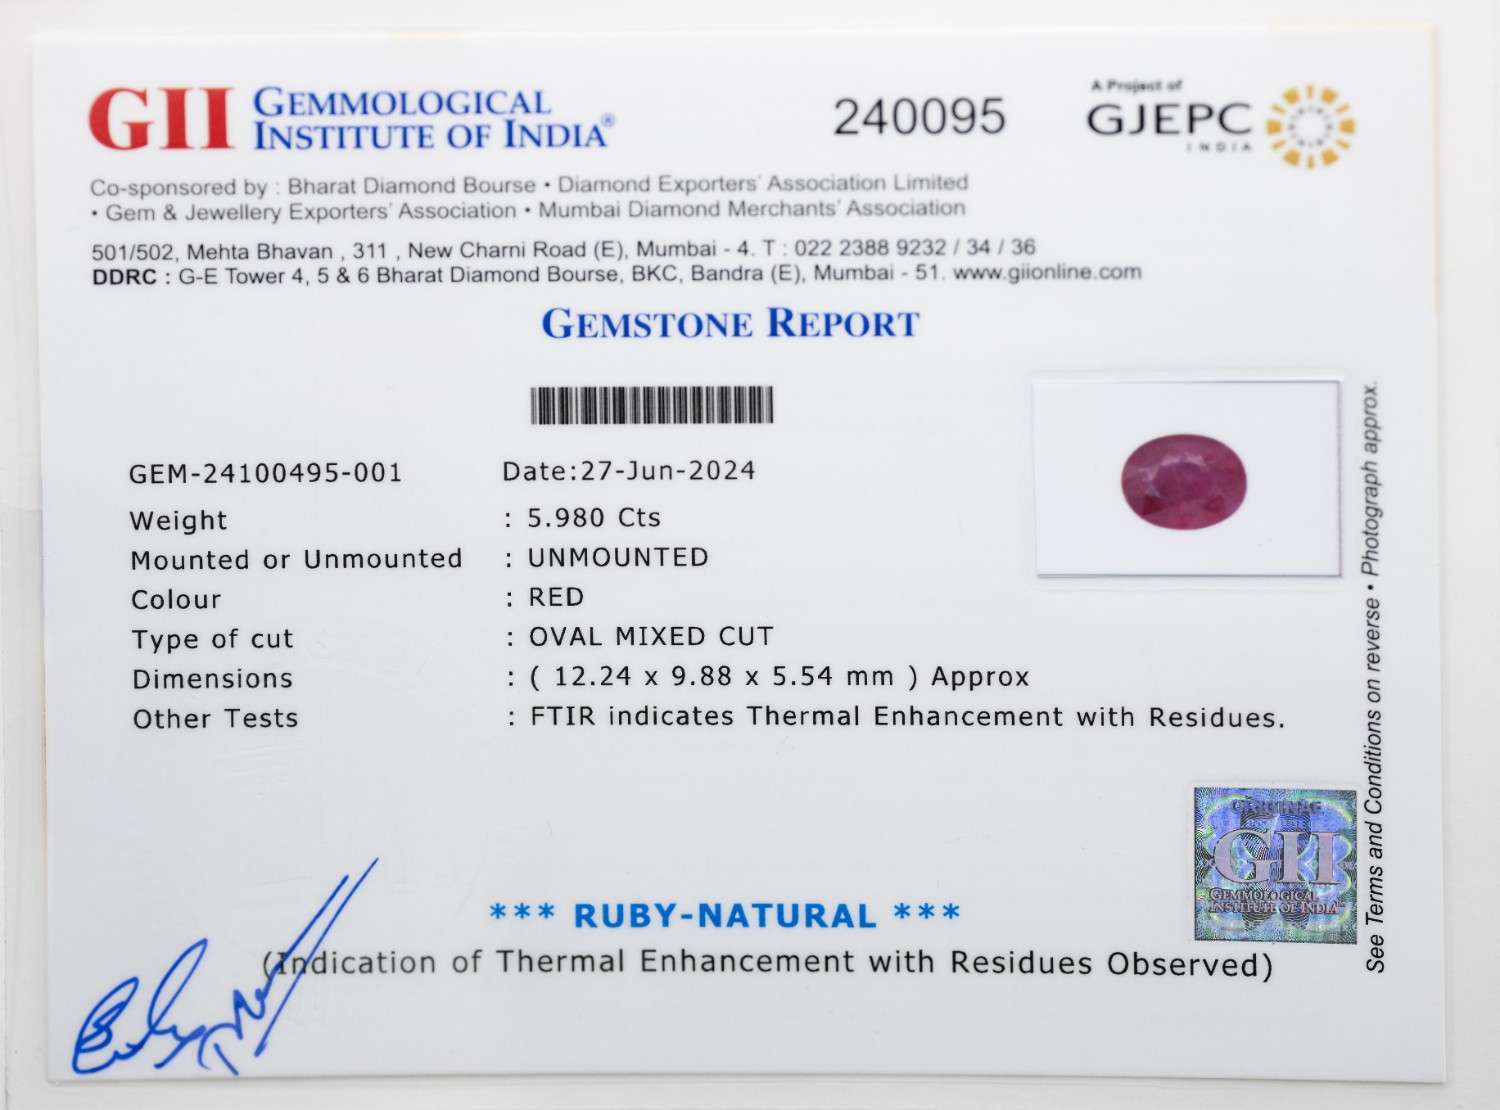 GII GEMMOLOGICAL INSTITUTE OF INDIA®
240095
A Project of
GJEPC
INDIA
Co-sponsored by : Bharat Diamond Bourse • Diamond Exporters' Association Limited
• Gem & Jewellery Exporters' Association • Mumbai Diamond Merchants' Association
501/502, Mehta Bhavan , 311 , New Charni Road (E), Mumbai - 4. T : 022 2388 9232 / 34 / 36
DDRC : G-E Tower 4, 5 & 6 Bharat Diamond Bourse, BKC, Bandra (E), Mumbai - 51. www.giionline.com
GEMSTONE REPORT
GEM-24100495-001 Date:27-Jun-2024
Weight : 5.980 Cts
Mounted or Unmounted : UNMOUNTED
Colour : RED
Type of cut : OVAL MIXED CUT
Dimensions : ( 12.24 x 9.88 x 5.54 mm ) Approx
Other Tests : FTIR indicates Thermal Enhancement with Residues.
*** RUBY-NATURAL ***
(Indication of Thermal Enhancement with Residues Observed)
GII
GEMMOLOGICAL
INSTITUTE OF INDIA
See Terms and Conditions on reverse • Photograph approx.